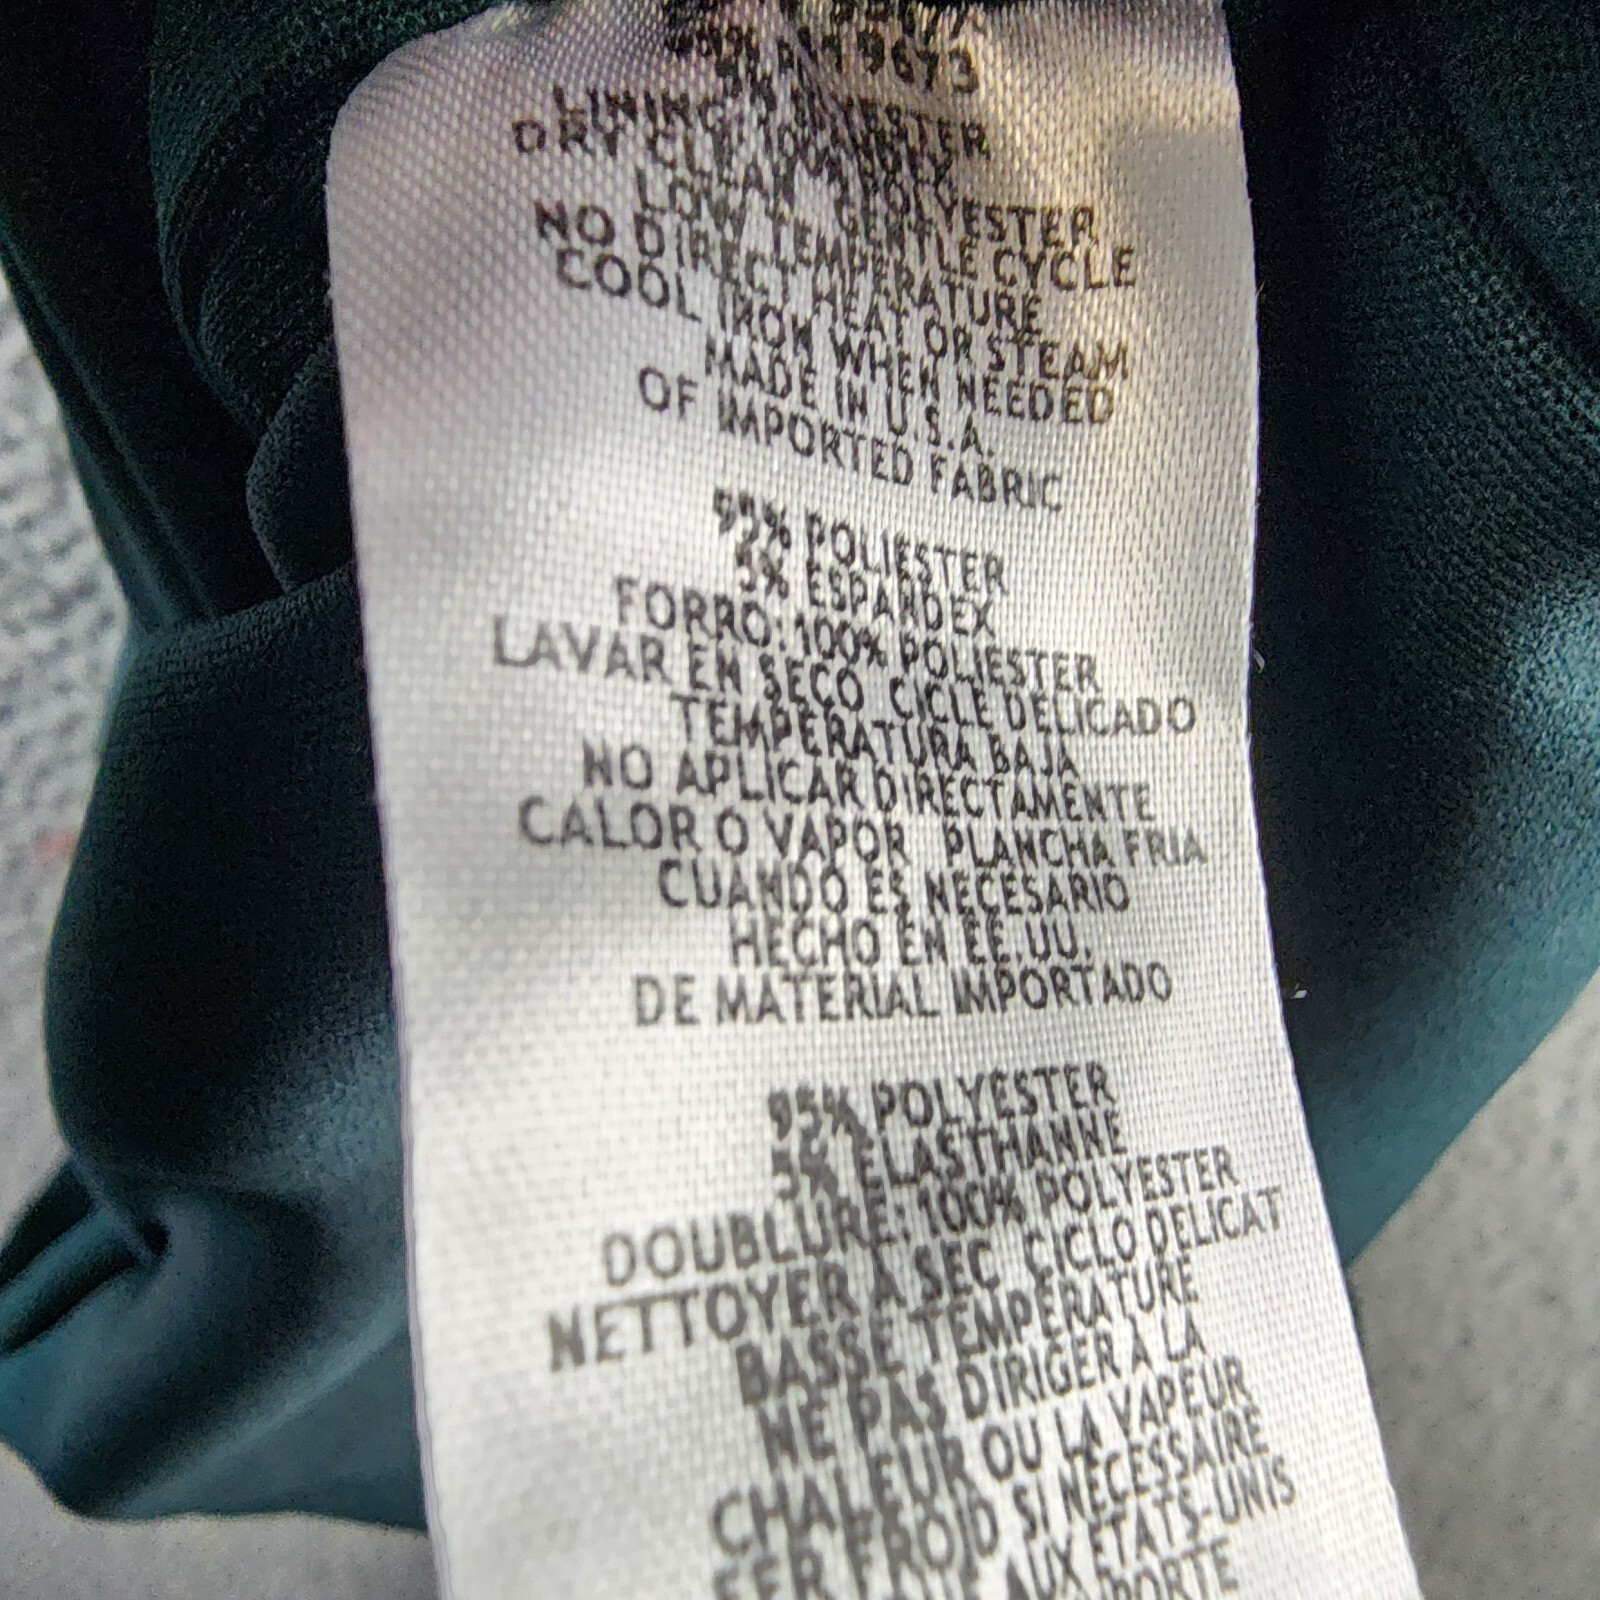 19673
LINING: 100% POLYESTER
DRY CLEAN GENTLE CYCLE
LOW TEMPERATURE
NO DIRECT HEAT OR STEAM
COOL IRON WHEN NEEDED
MADE IN U.S.A.
OF IMPORTED FABRIC
95% POLIESTER
5% ESPANDEX
FORRO: 100% POLIESTER
LAVAR EN SECO CICLE DELICADO
TEMPERATURA BAJA
NO APLICAR DIRECTAMENTE
CALOR O VAPOR PLANCHA FRIA
CUANDO ES NECESARIO
HECHO EN EE.UU.
DE MATERIAL IMPORTADO
95% POLYESTER
5% ELASTHANNE
DOUBLURE: 100% POLYESTER
NETTOYER A SEC CICLO DELICAT
BASSE TEMPERATURE
NE PAS DIRIGER A LA
CHALEUR OU LA VAPEUR
FER FROID SI NECESSAIRE
AUX ETATS-UNIS